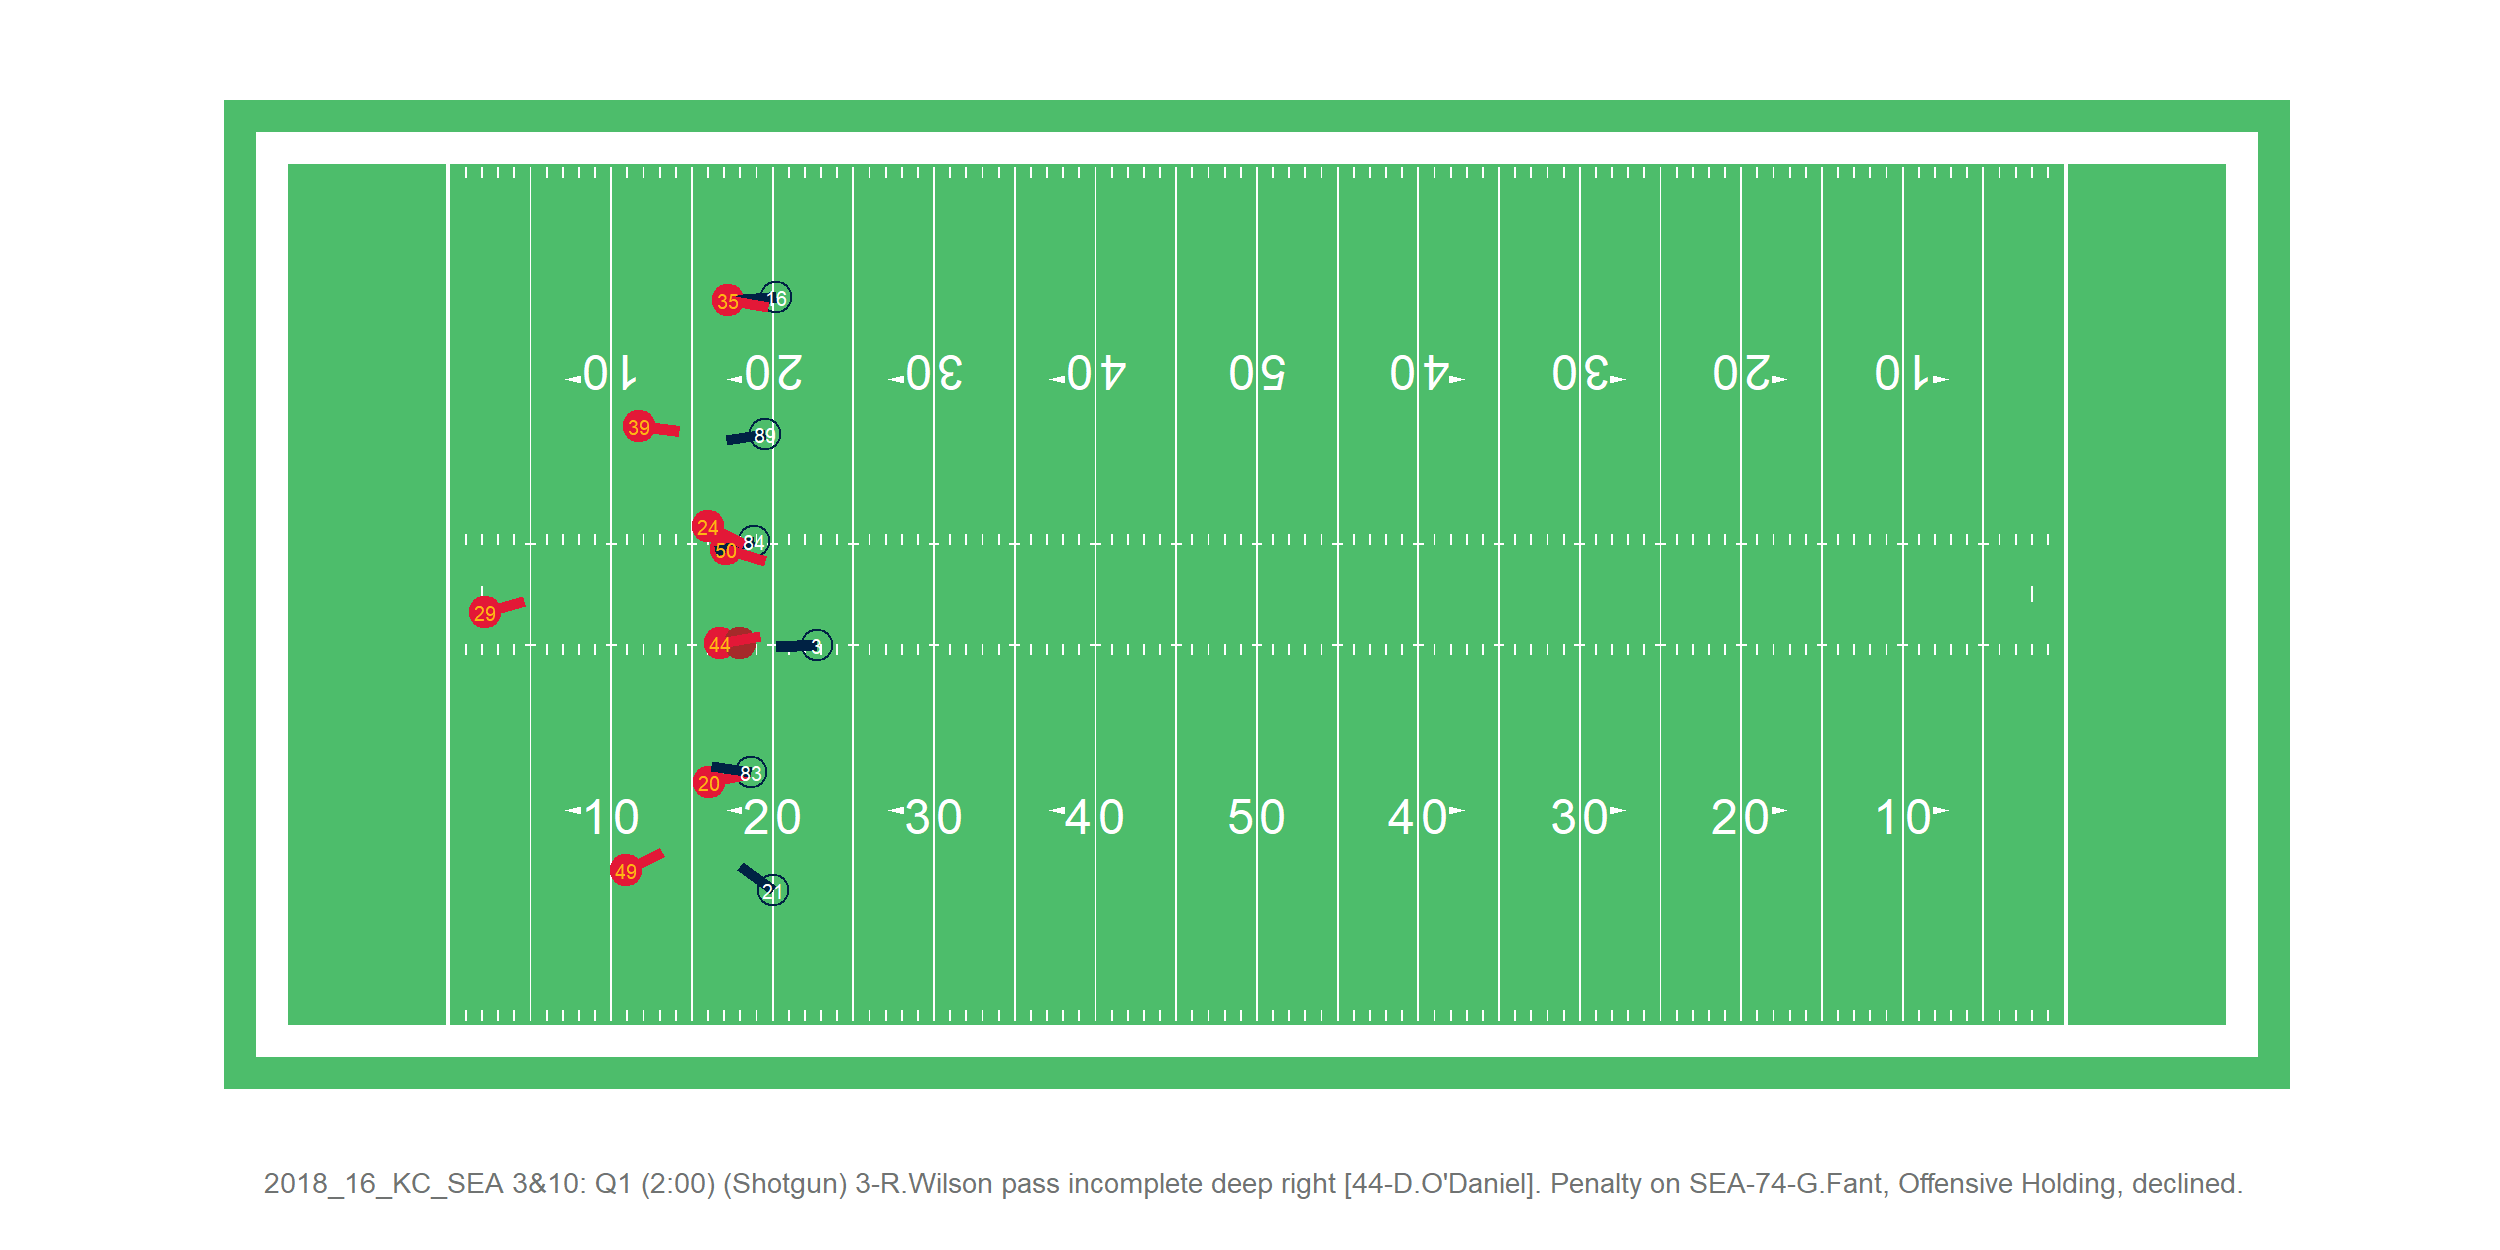 35 16
10 20 30 40 50 40 30 20 10
39 89
24 84
50
29
44 3
20 83
10 20 30 40 50 40 30 20 10
49 21
2018_16_KC_SEA 3&10: Q1 (2:00) (Shotgun) 3-R.Wilson pass incomplete deep right [44-D.O'Daniel]. Penalty on SEA-74-G.Fant, Offensive Holding, declined.